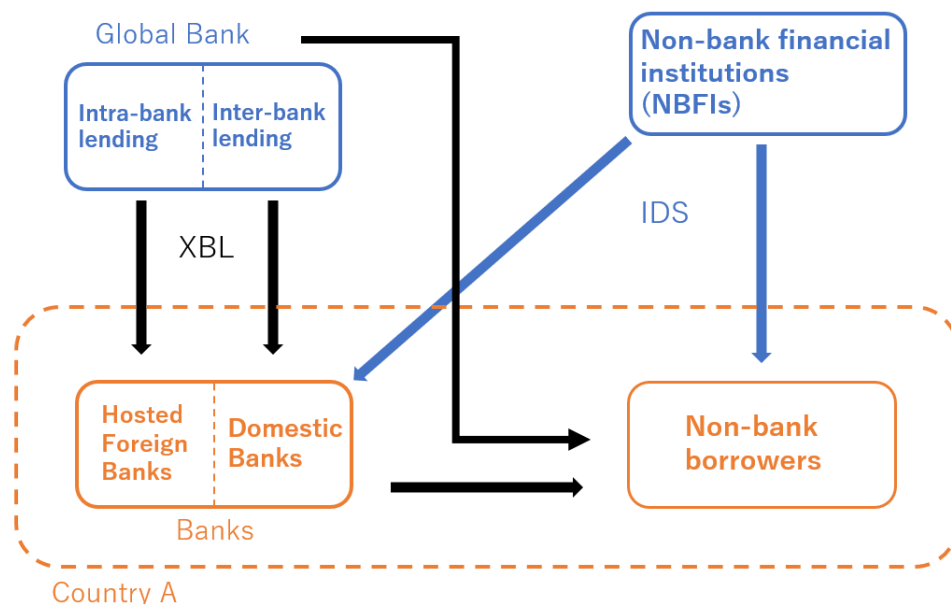 Global Bank
Intra-bank
lending
Inter-bank
lending
Non-bank financial
institutions
(NBFIs)
XBL
IDS
Hosted
Foreign
Banks
Domestic
Banks
Banks
Non-bank
borrowers
Country A